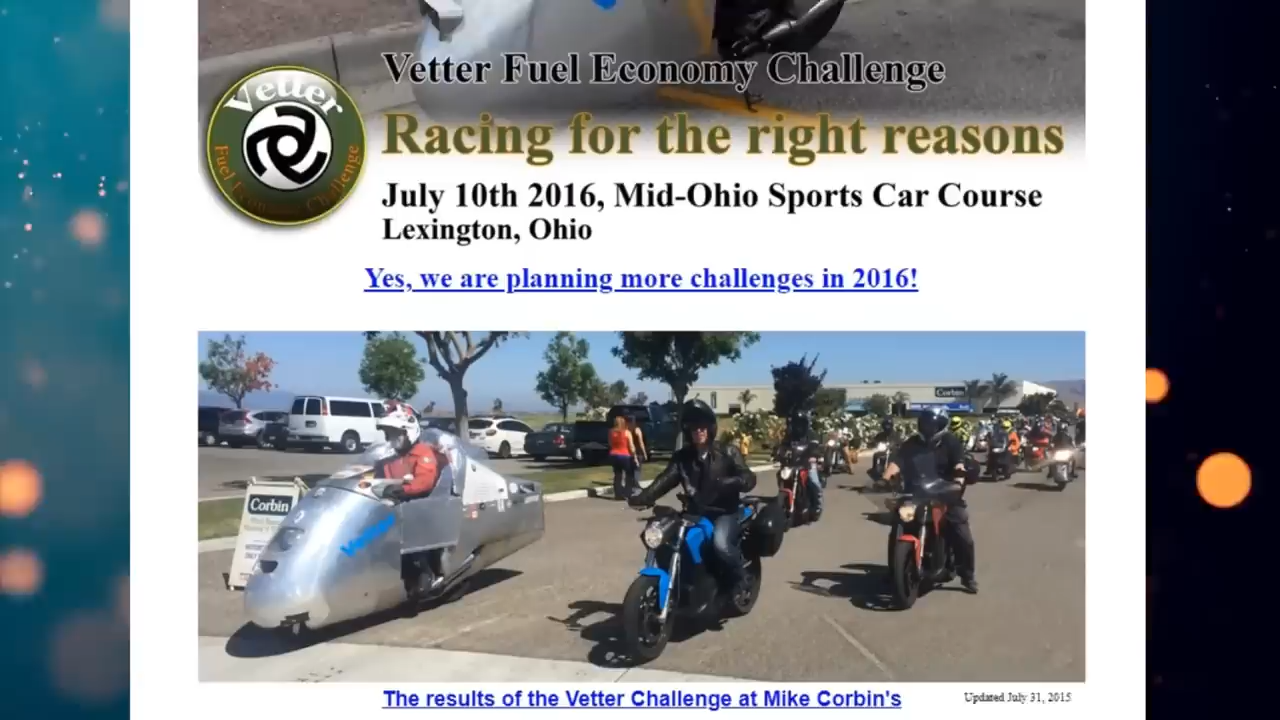 Vetter Fuel Economy Challenge
Vetter
Fuel Economy Challenge
Racing for the right reasons
July 10th 2016, Mid-Ohio Sports Car Course
Lexington, Ohio
Yes, we are planning more challenges in 2016!
Corbin
Corbin
Vetter
The results of the Vetter Challenge at Mike Corbin's
Updated July 31, 2015